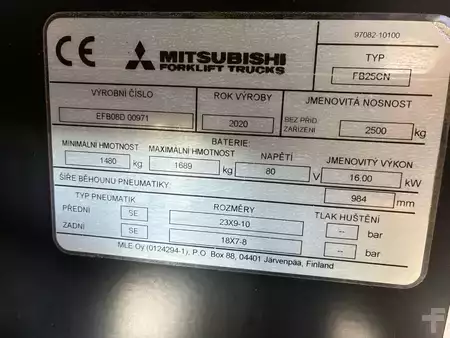 97082-10100
CE MITSUBISHI
FORKLIFT TRUCKS
TYP
FB25CN
VÝROBNÍ ČÍSLO
ROK VÝROBY
JMENOVITÁ NOSNOST
EFB08D 00971
2020
BEZ PŘÍD.
ZAŘÍZENÍ
2500 kg
BATERIE:
MINIMÁLNÍ HMOTNOST
MAXIMÁLNÍ HMOTNOST
NAPĚTÍ
JMENOVITÝ VÝKON
1480 kg
1689 kg
80 V
16.00 kW
ŠÍŘE BĚHOUNU PNEUMATIKY:
984 mm
TYP PNEUMATIK
ROZMĚRY
TLAK HUŠTĚNÍ
PŘEDNÍ
SE
23X9-10
-- bar
ZADNÍ
SE
18X7-8
-- bar
MLE Oy (0124294-1), P.O. Box 88, 04401 Järvenpää, Finland